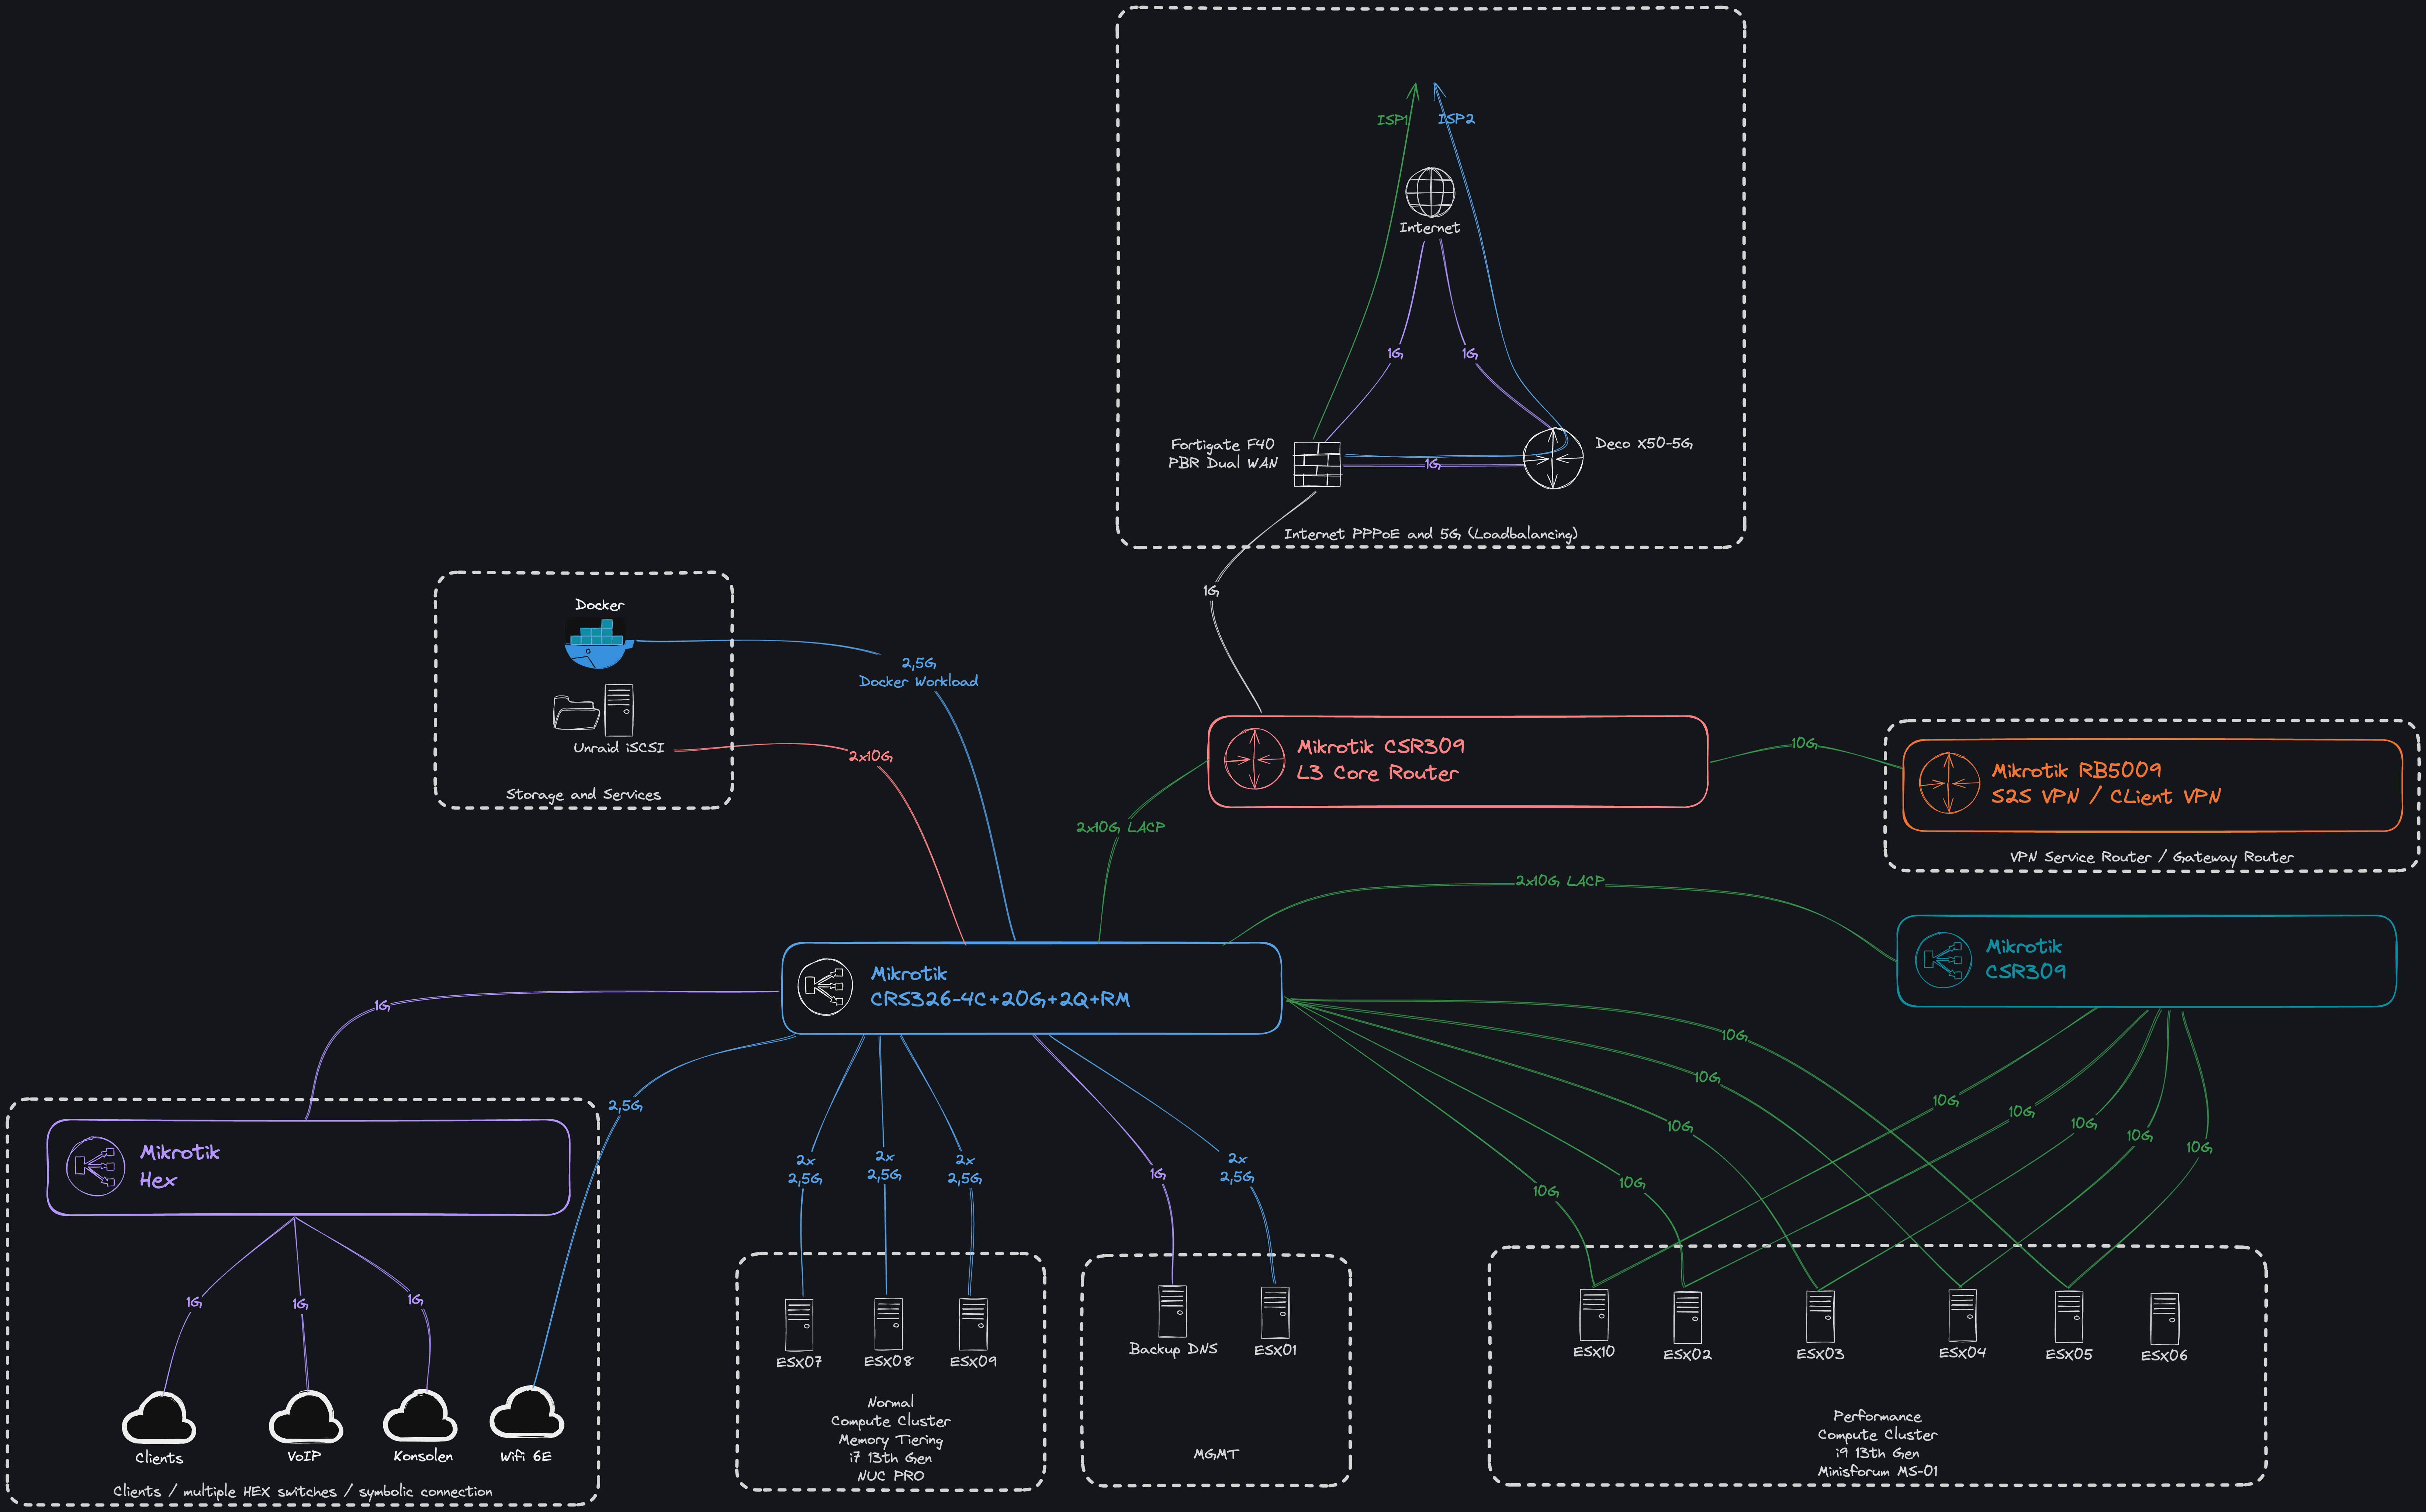 ISP1
ISP2
Internet
1G
1G
Fortigate F40
PBR Dual WAN
1G
Deco X50-5G
Internet PPPoE and 5G (Loadbalancing)
1G
Docker
2,5G
Docker Workload
Unraid iSCSI
2x10G
Storage and Services
Mikrotik CSR309
L3 Core Router
10G
Mikrotik RB5009
S2S VPN / CLient VPN
VPN Service Router / Gateway Router
2x10G LACP
2x10G LACP
Mikrotik
CRS326-4C+20G+2Q+RM
Mikrotik
CSR309
1G
2,5G
Mikrotik
Hex
1G
1G
1G
Clients
VoIP
Konsolen
Wifi 6E
Clients / multiple HEX switches / symbolic connection
2x
2,5G
2x
2,5G
2x
2,5G
ESX07
ESX08
ESX09
Normal
Compute Cluster
Memory Tiering
i7 13th Gen
NUC PRO
1G
2x
2,5G
Backup DNS
ESX01
MGMT
10G
10G
10G
10G
10G
10G
10G
10G
10G
10G
ESX10
ESX02
ESX03
ESX04
ESX05
ESX06
Performance
Compute Cluster
i9 13th Gen
Minisforum MS-01